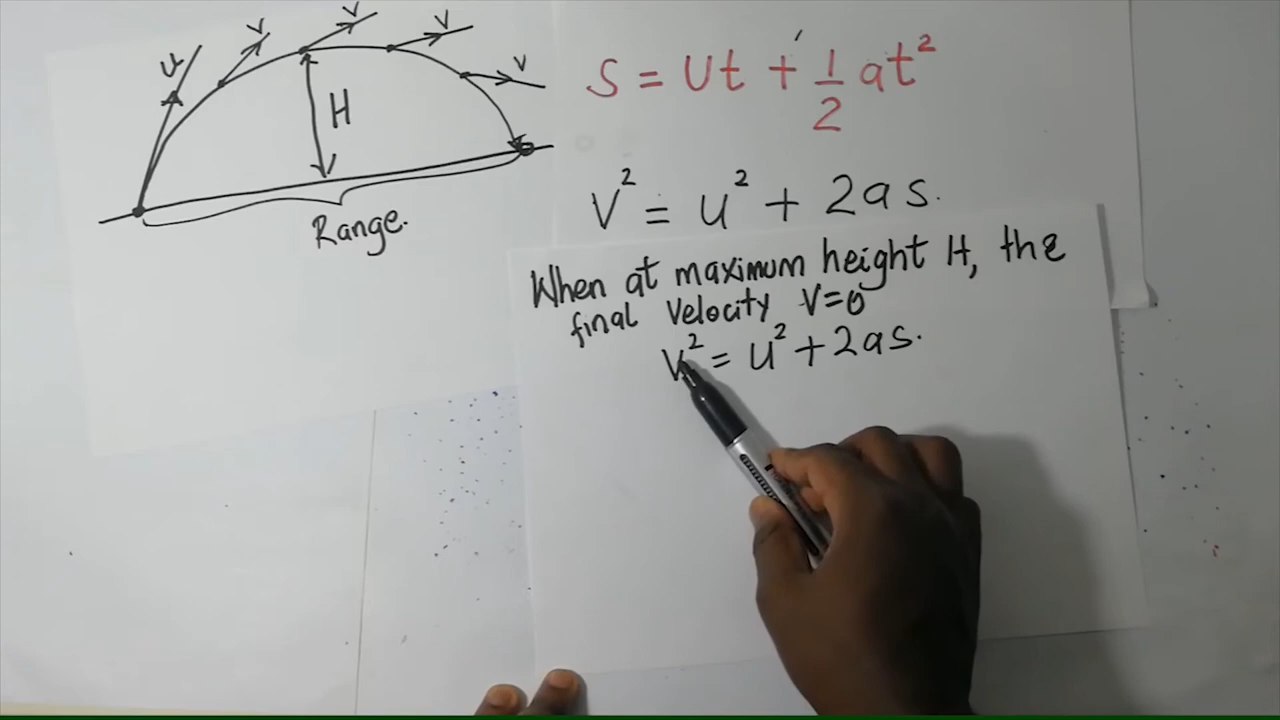 u
v
v
v
v
H
Range.
S = Ut + 1/2 at²
V² = u² + 2as.
When at maximum height H, the
final velocity V=0
V² = u² + 2as.